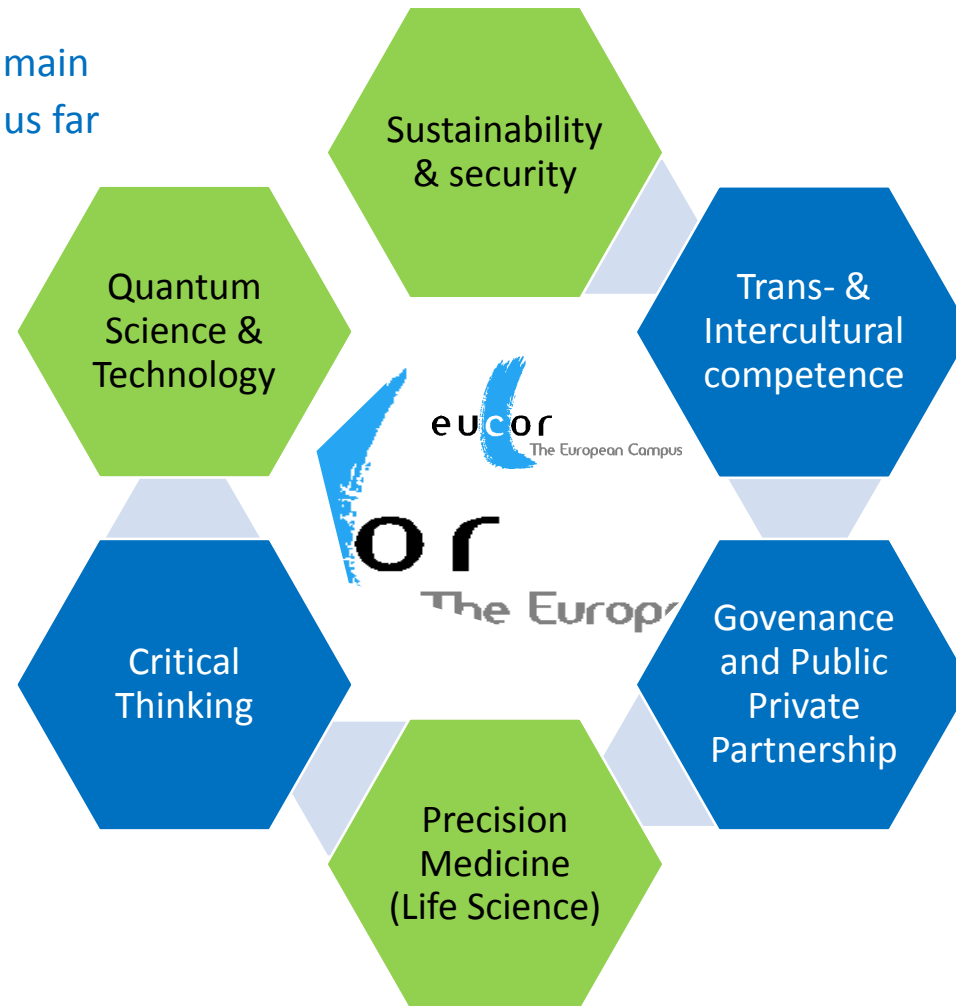 main
us far
Sustainability
& security
Quantum
Science &
Technology
Trans- &
Intercultural
competence
eucor
The European Campus
or
The Europ
Critical
Thinking
Govenance
and Public
Private
Partnership
Precision
Medicine
(Life Science)